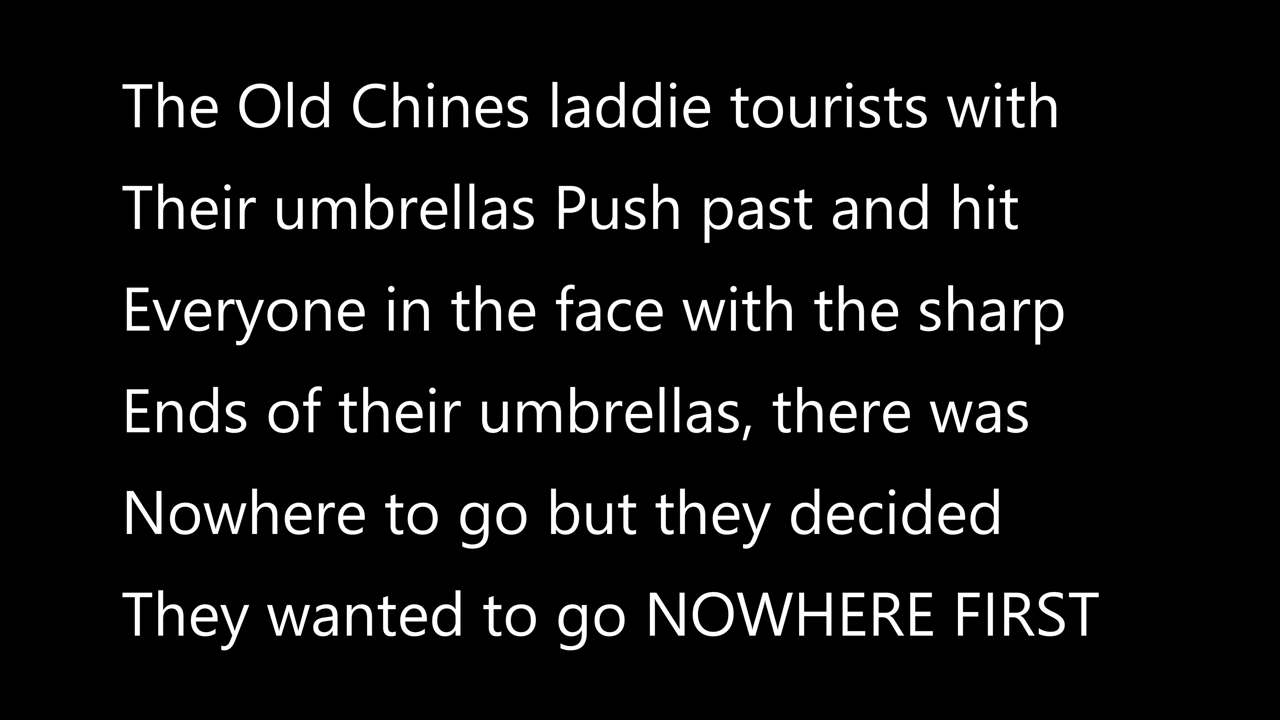 The Old Chines laddie tourists with
Their umbrellas Push past and hit
Everyone in the face with the sharp
Ends of their umbrellas, there was
Nowhere to go but they decided
They wanted to go NOWHERE FIRST